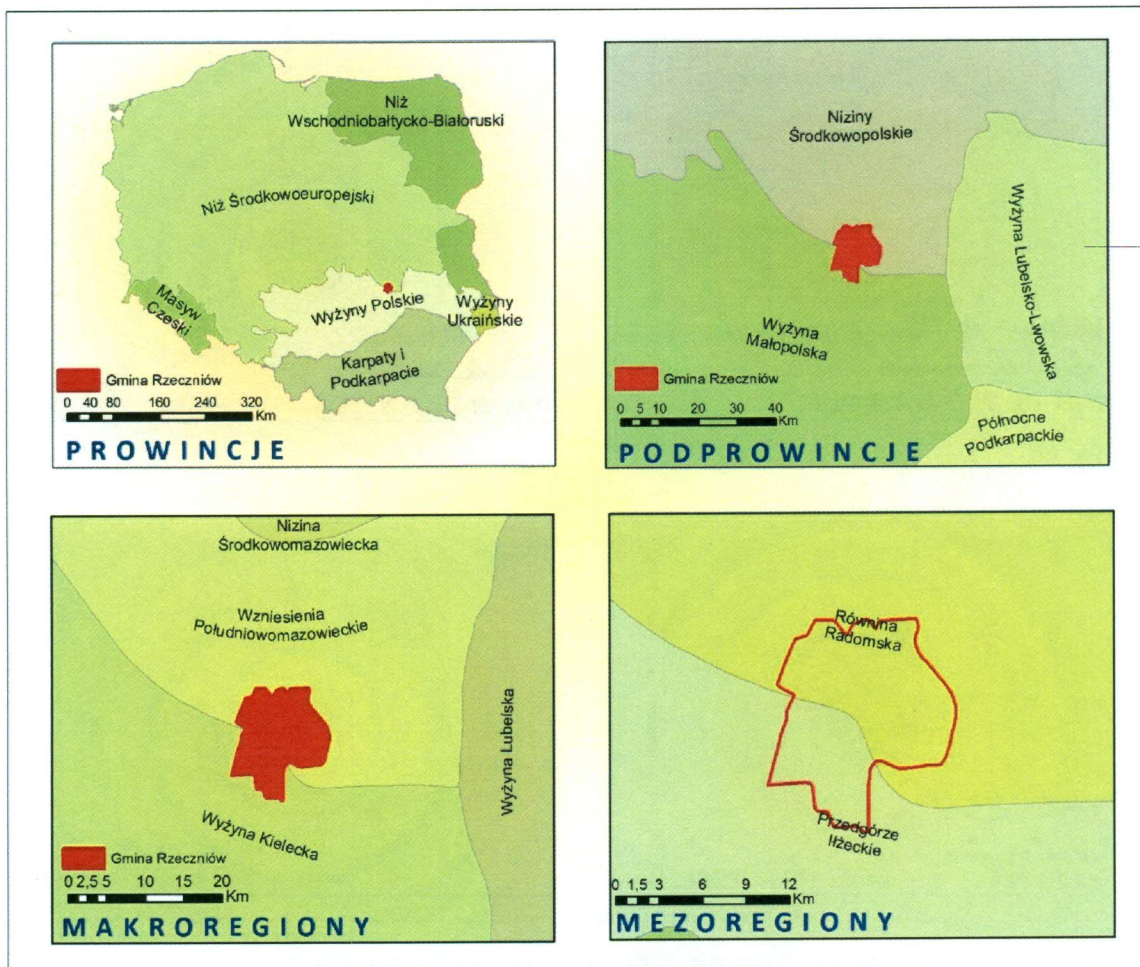 Niż
Wschodniobałtycko-Białoruski
Niż Środkowoeuropejski
Masyw
Czeski
Wyżyny Polskie
Wyżyny
Ukraińskie
Karpaty i
Podkarpacie
Gmina Rzeczniów
0 40 80 160 240 320
Km
PROWINCJE
Niziny
Środkowopolskie
Wyżyna Lubelsko-Lwowska
Wyżyna
Małopolska
Gmina Rzeczniów
0 5 10 20 30 40
Km
Północne
Podkarpackie
PODPROWINCJE
Nizina
Środkowomazowiecka
Wzniesienia
Południowomazowieckie
Wyżyna Lubelska
Wyżyna Kielecka
Gmina Rzeczniów
0 2,5 5 10 15 20
Km
MAKROREGIONY
Równina
Radomska
Przedgórze
Iłżeckie
0 1,5 3 6 9 12
Km
MEZOREGIONY